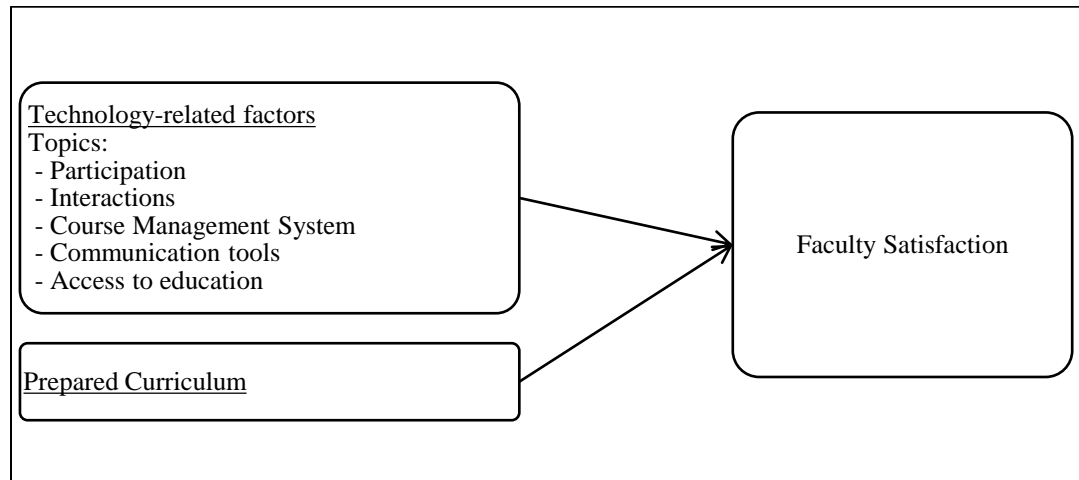 Technology-related factors
Topics:
- Participation
- Interactions
- Course Management System
- Communication tools
- Access to education
Prepared Curriculum
Faculty Satisfaction